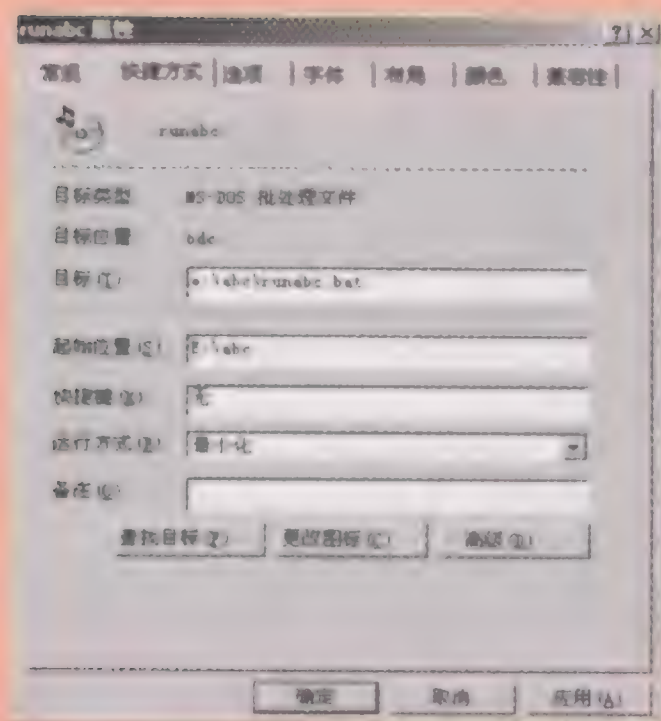 runabc 属性 ? ×
常规 快捷方式 选项 字体 布局 颜色 兼容性
runabc
目标类型 MS-DOS 批处理文件
目标位置
目标(T) e:\abc\runabc.bat
起始位置(S) E:\abc
快捷键(K) 无
运行方式(R) 最小化
备注(O)
查找目标(F) 更改图标(C) 高级(D)
确定 取消 应用(A)